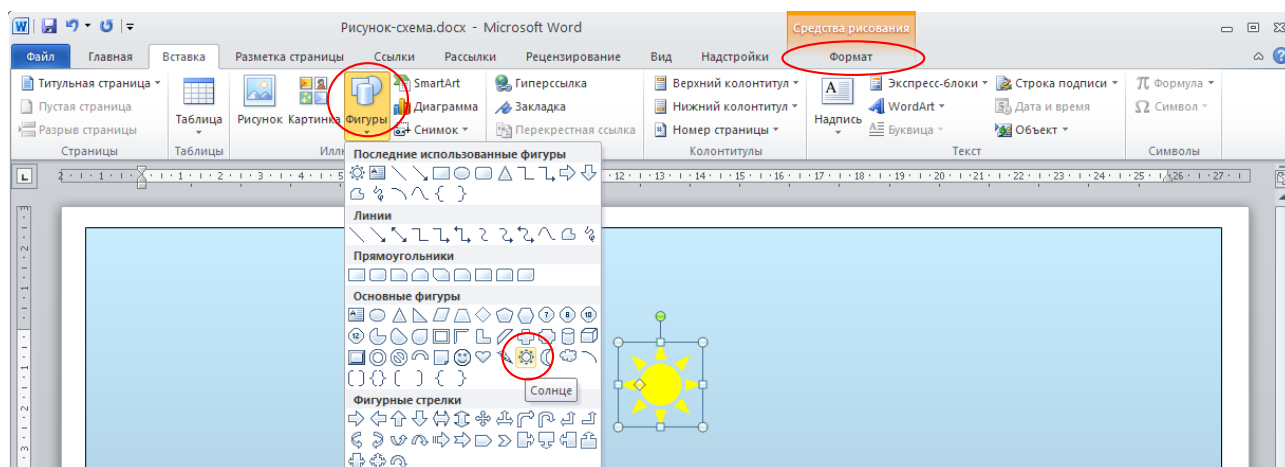 Рисунок-схема.docx - Microsoft Word
Средства рисования
Файл Главная Вставка Разметка страницы Ссылки Рассылки Рецензирование Вид Надстройки Формат
Титульная страница
Пустая страница
Разрыв страницы
Страницы
Таблица
Таблицы
Рисунок Картинка Фигуры
SmartArt
Диаграмма
Снимок
Гиперссылка
Закладка
Перекрестная ссылка
Верхний колонтитул
Нижний колонтитул
Номер страницы
Колонтитулы
Надпись
Экспресс-блоки
WordArt
Буквица
Строка подписи
Дата и время
Объект
Текст
Формула
Символ
Символы
Последние использованные фигуры
Линии
Прямоугольники
Основные фигуры
Солнце
Фигурные стрелки